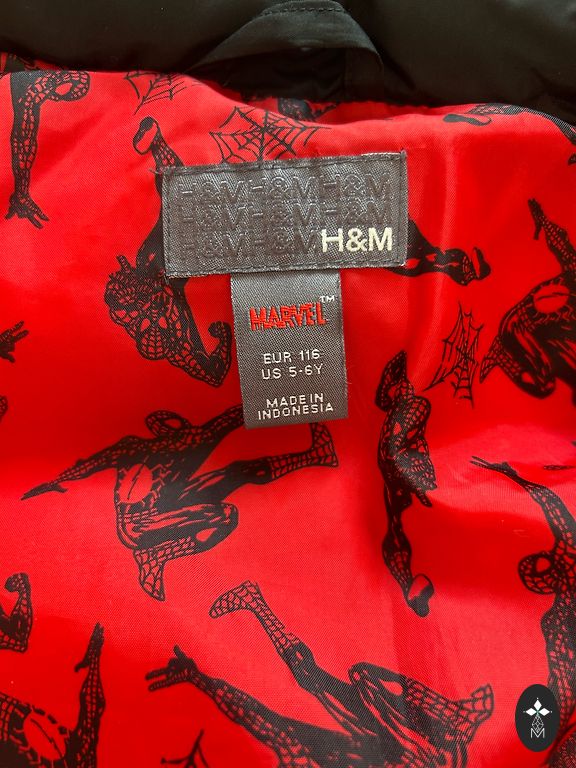 H&M H&M H&M
H&M H&M H&M
H&M H&M H&M
MARVEL™
EUR 116
US 5-6Y
MADE IN
INDONESIA
M